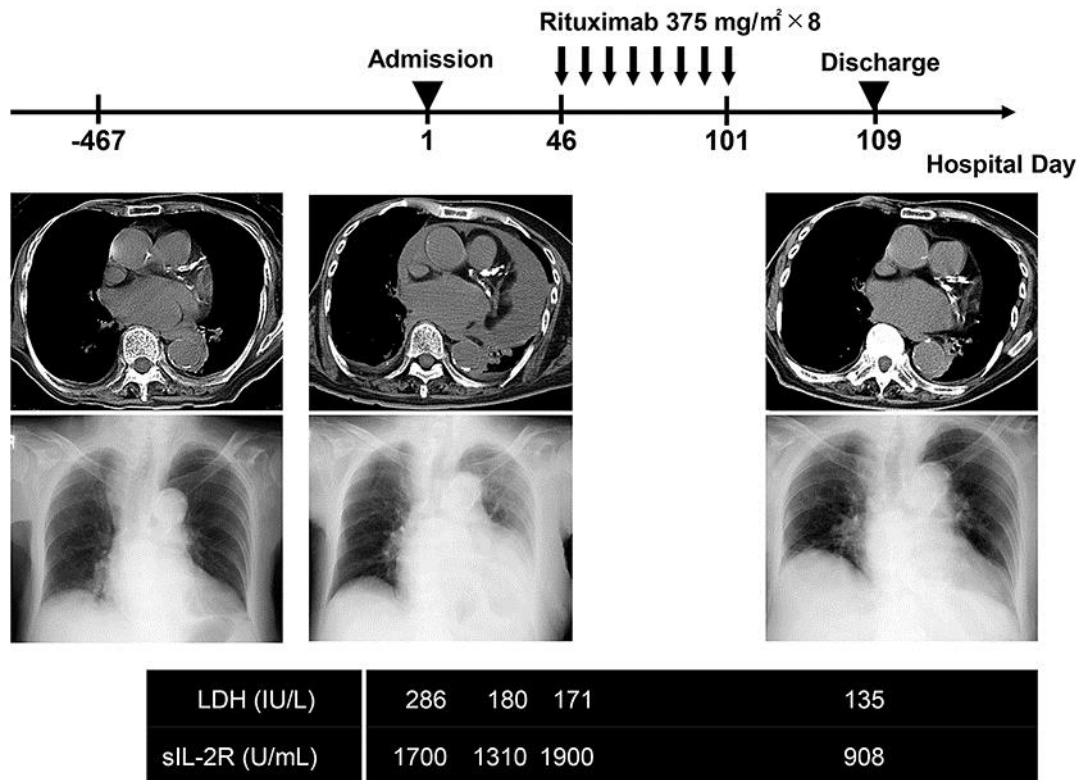 Rituximab 375 mg/㎡×8
Admission
Discharge
-467 1 46 101 109
Hospital Day
LDH (IU/L) 286 180 171 135
sIL-2R (U/mL) 1700 1310 1900 908